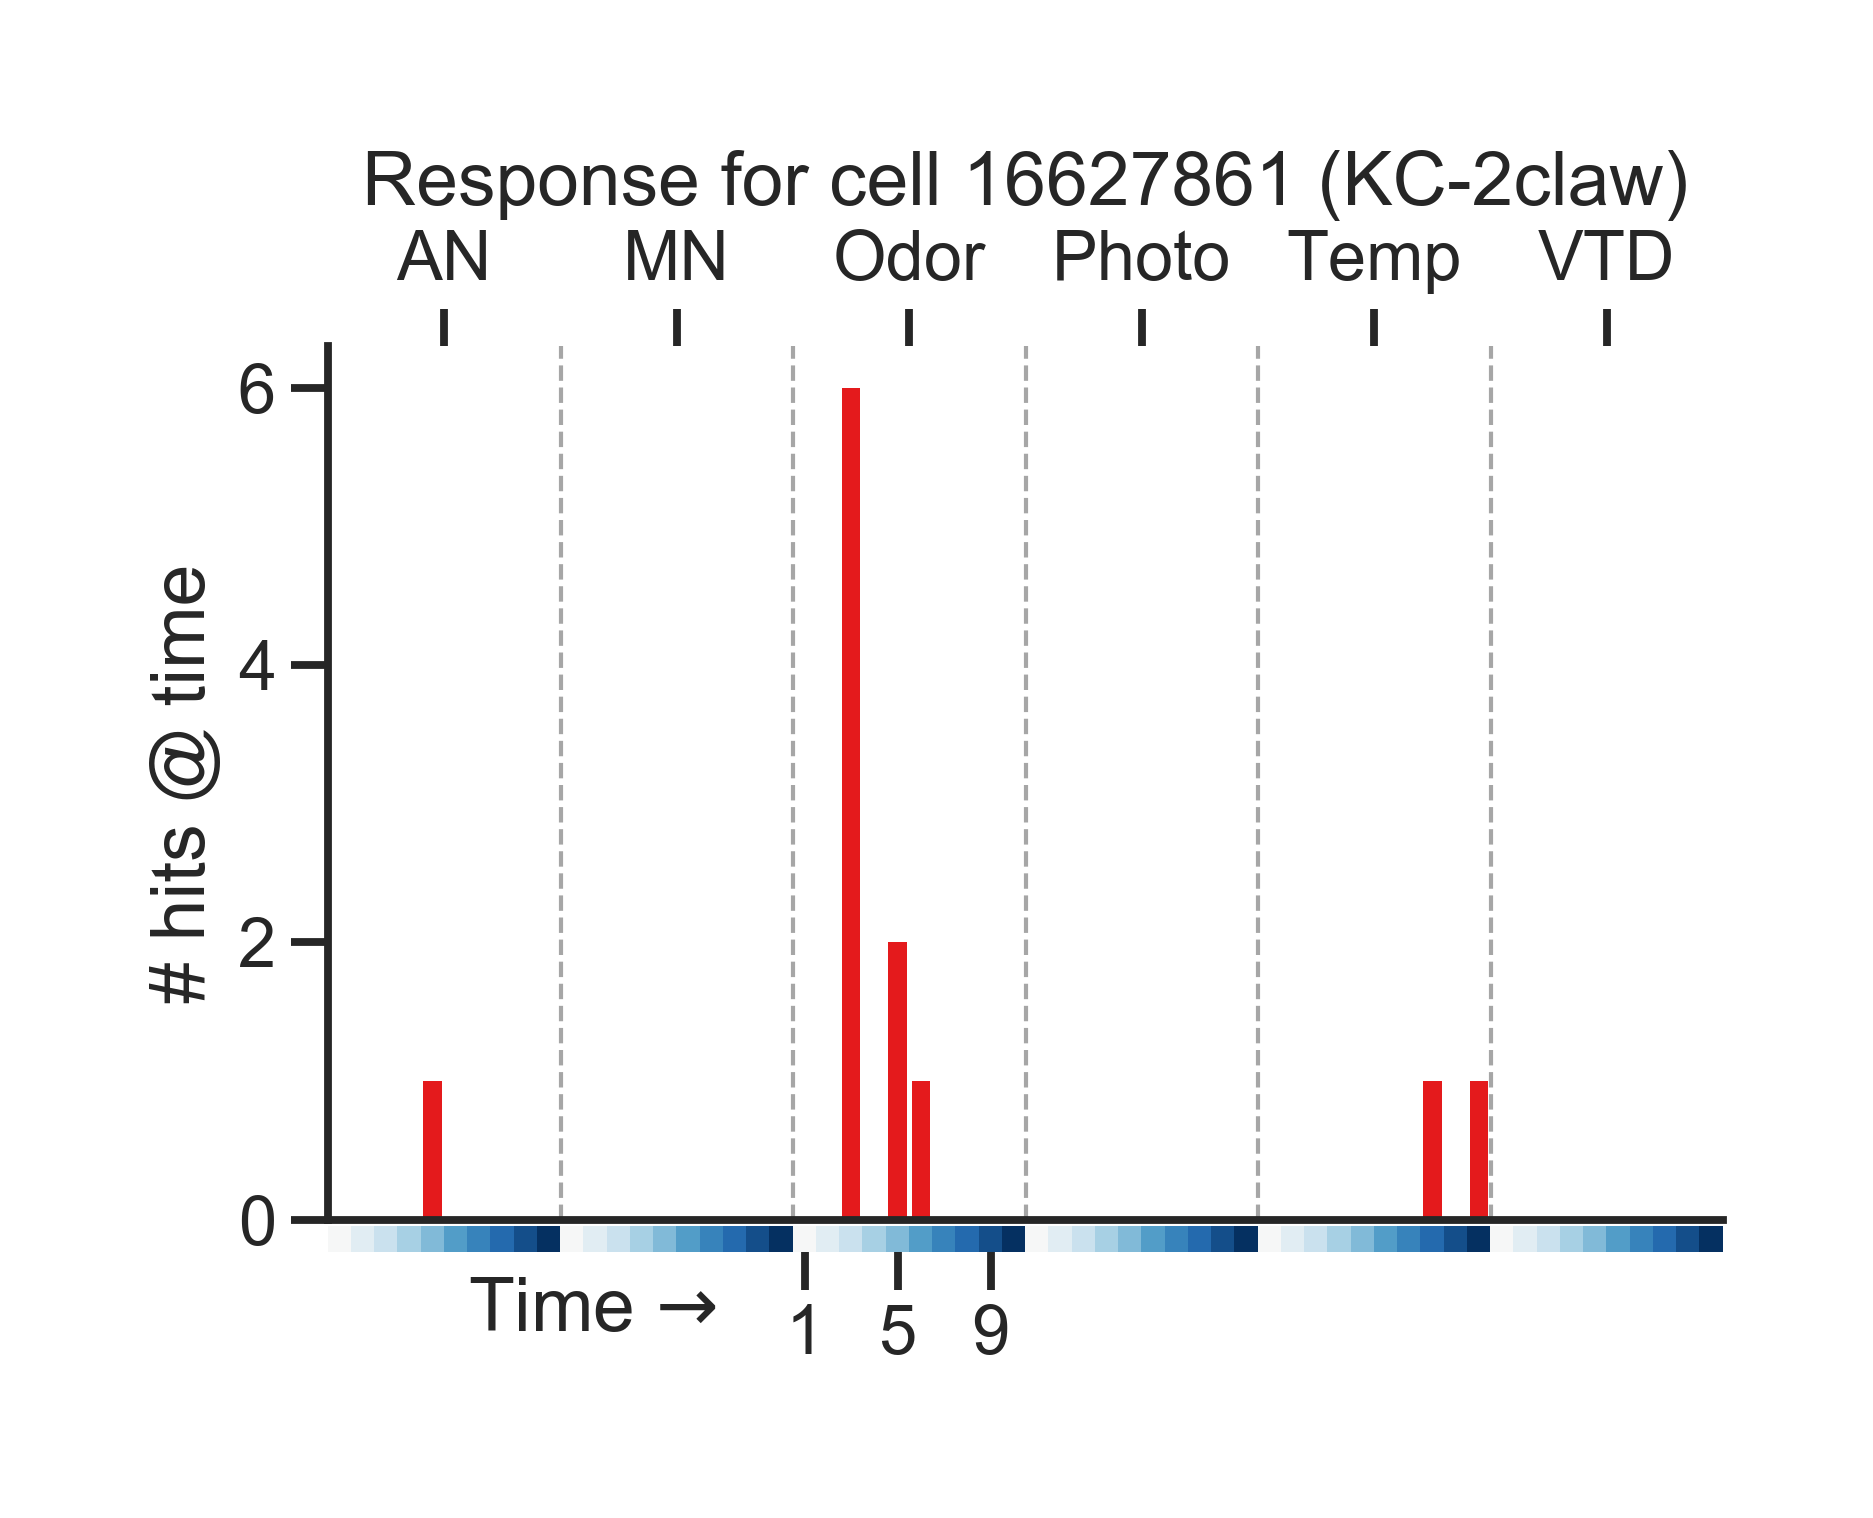 Response for cell 16627861 (KC-2claw)
AN MN Odor Photo Temp VTD
6
4
2
0
# hits @ time
Time →
1 5 9